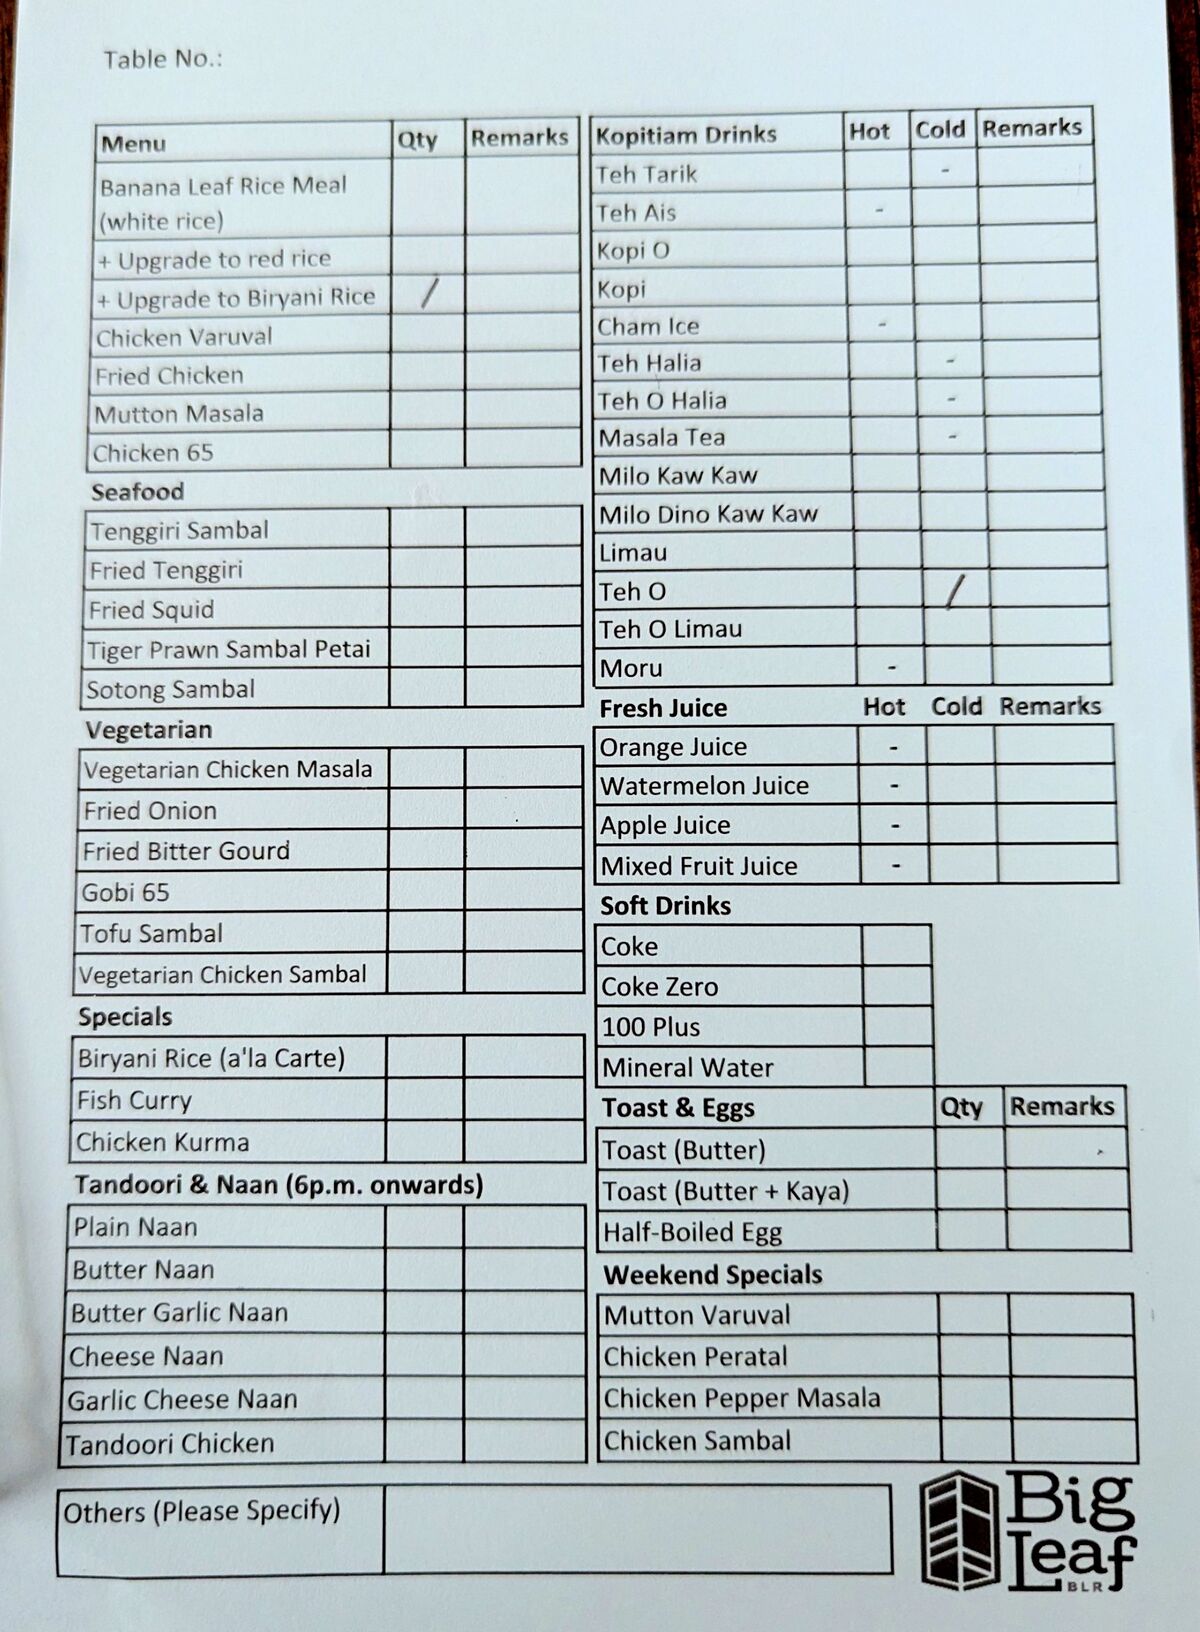 Table No.:
Menu Qty Remarks
Banana Leaf Rice Meal
(white rice)
+ Upgrade to red rice
+ Upgrade to Biryani Rice /
Chicken Varuval
Fried Chicken
Mutton Masala
Chicken 65
Seafood
Tenggiri Sambal
Fried Tenggiri
Fried Squid
Tiger Prawn Sambal Petai
Sotong Sambal
Vegetarian
Vegetarian Chicken Masala
Fried Onion
Fried Bitter Gourd
Gobi 65
Tofu Sambal
Vegetarian Chicken Sambal
Specials
Biryani Rice (a'la Carte)
Fish Curry
Chicken Kurma
Tandoori & Naan (6p.m. onwards)
Plain Naan
Butter Naan
Butter Garlic Naan
Cheese Naan
Garlic Cheese Naan
Tandoori Chicken
Kopitiam Drinks Hot Cold Remarks
Teh Tarik -
Teh Ais -
Kopi O
Kopi
Cham Ice -
Teh Halia -
Teh O Halia -
Masala Tea -
Milo Kaw Kaw
Milo Dino Kaw Kaw
Limau
Teh O /
Teh O Limau
Moru -
Fresh Juice Hot Cold Remarks
Orange Juice -
Watermelon Juice -
Apple Juice -
Mixed Fruit Juice -
Soft Drinks
Coke
Coke Zero
100 Plus
Mineral Water
Toast & Eggs Qty Remarks
Toast (Butter)
Toast (Butter + Kaya)
Half-Boiled Egg
Weekend Specials
Mutton Varuval
Chicken Peratal
Chicken Pepper Masala
Chicken Sambal
Others (Please Specify)
Big
Leaf
BLR